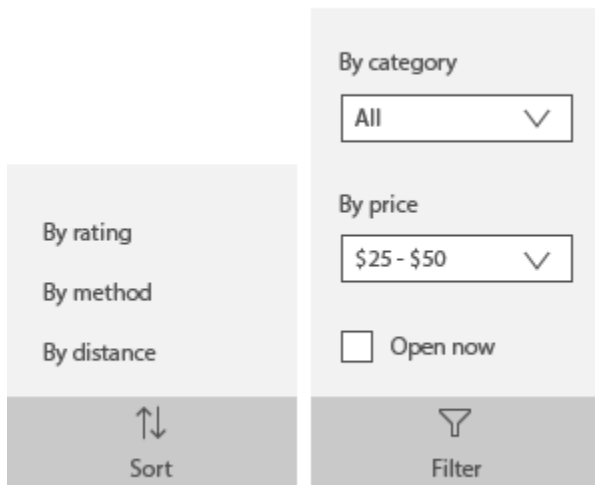 By rating
By method
By distance
Sort
By category
All
By price
$25 - $50
Open now
Filter